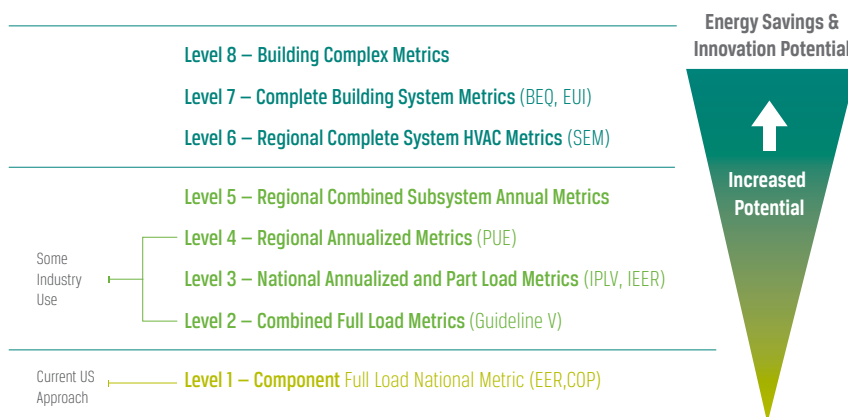 Energy Savings &
Innovation Potential
Level 8 – Building Complex Metrics
Level 7 – Complete Building System Metrics (BEQ, EUI)
Level 6 – Regional Complete System HVAC Metrics (SEM)
Increased
Potential
Level 5 – Regional Combined Subsystem Annual Metrics
Level 4 – Regional Annualized Metrics (PUE)
Level 3 – National Annualized and Part Load Metrics (IPLV, IEER)
Level 2 – Combined Full Load Metrics (Guideline V)
Some
Industry
Use
Level 1 – Component Full Load National Metric (EER,COP)
Current US
Approach